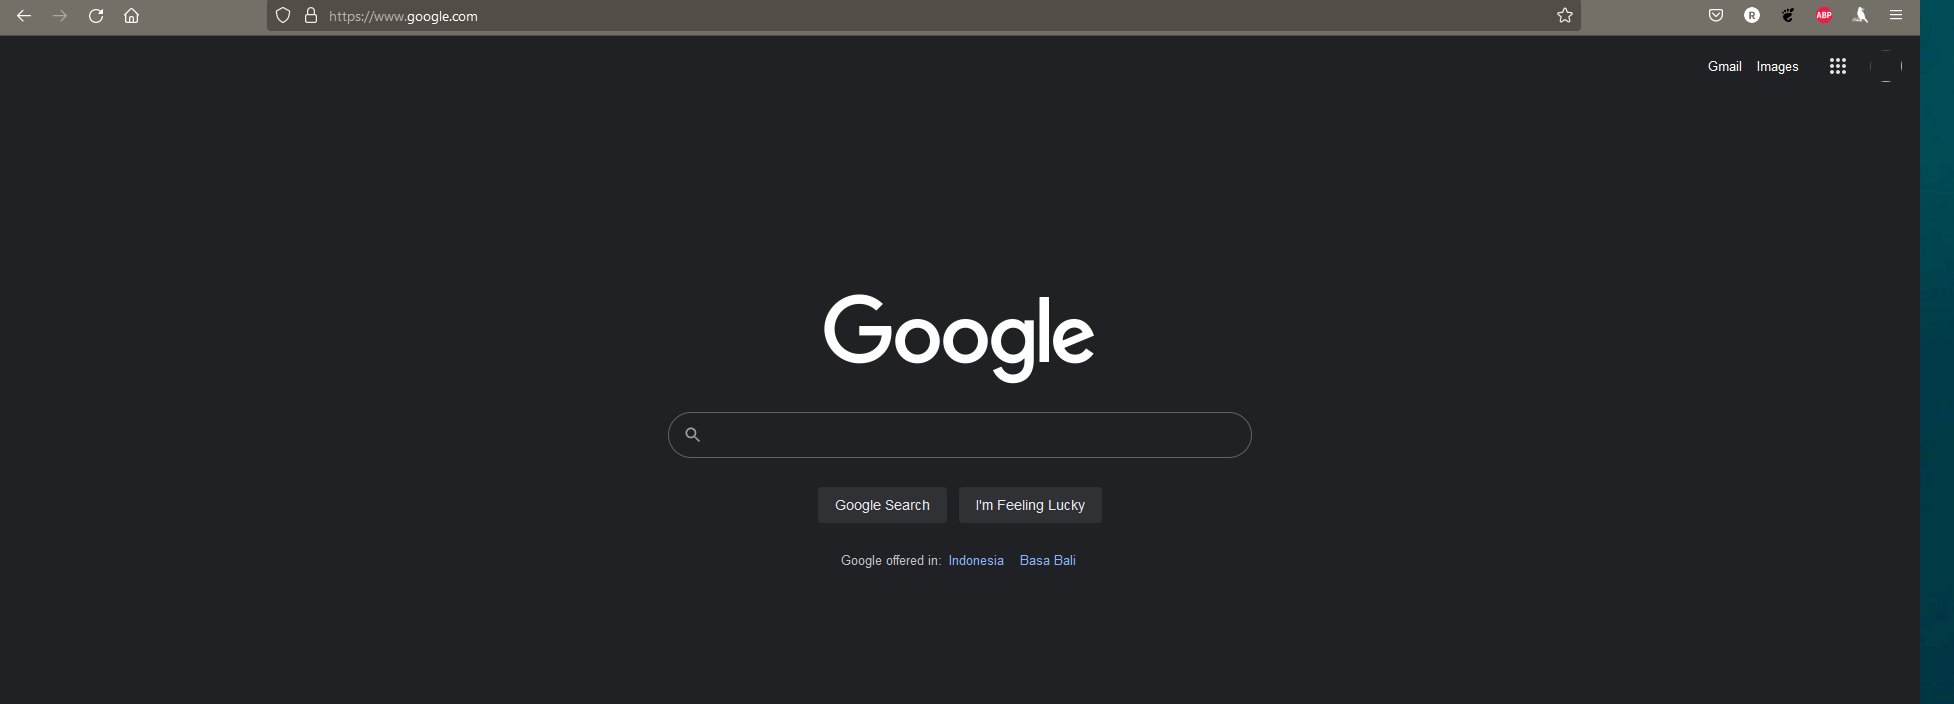 https://www.google.com
R
ABP
Gmail Images
Google
Google Search I'm Feeling Lucky
Google offered in: Indonesia Basa Bali